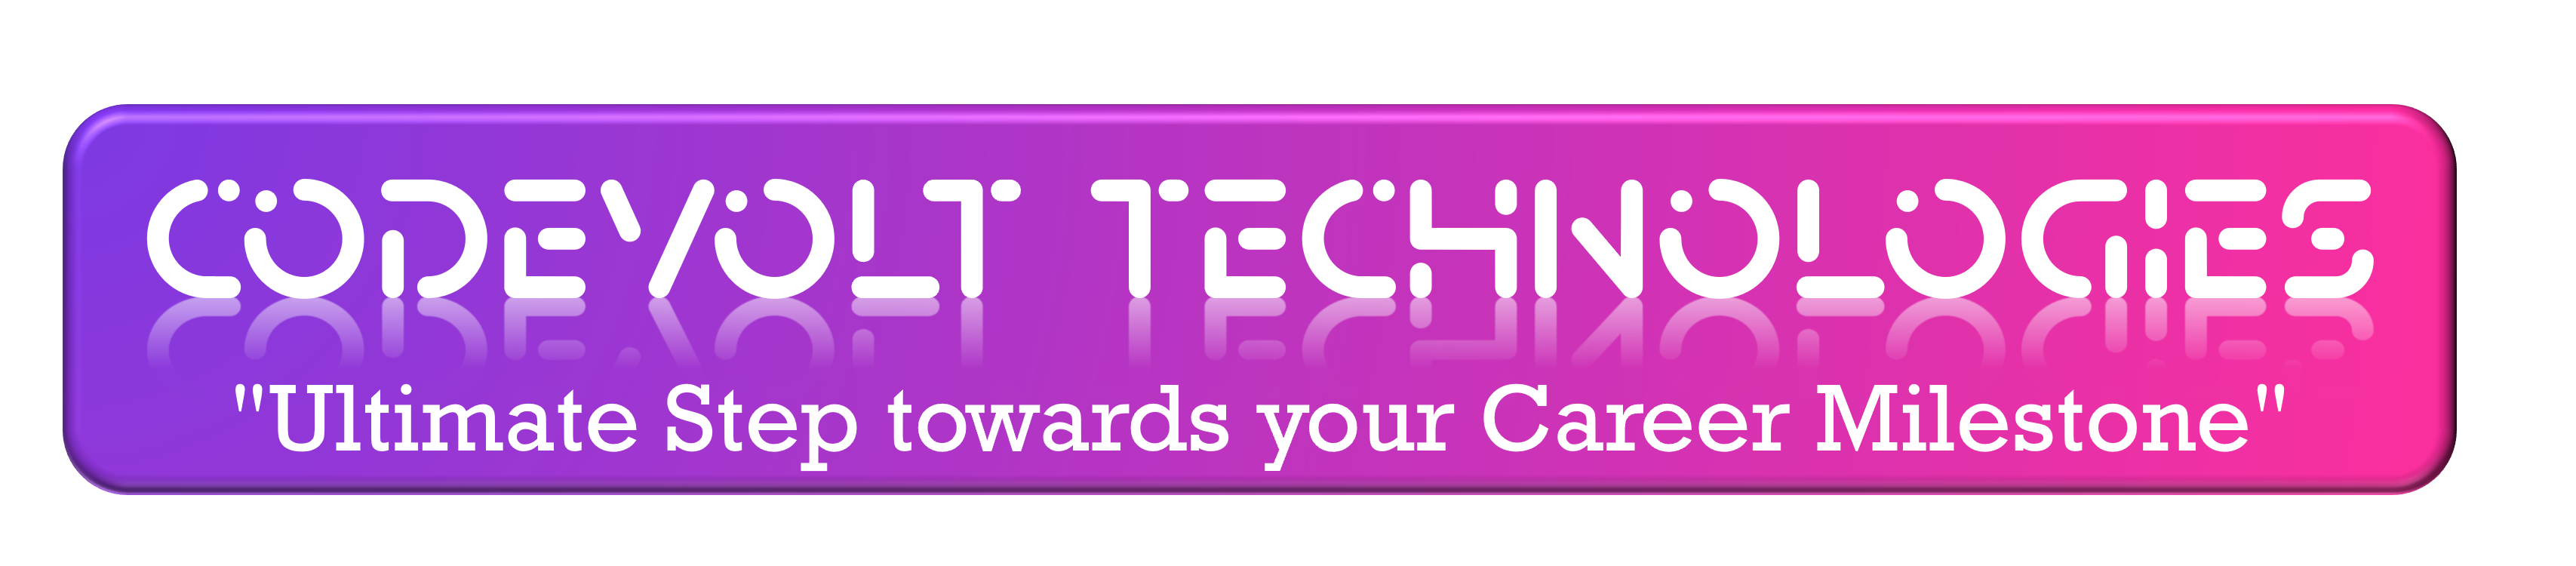 CODEVOLT TECHNOLOGIES
"Ultimate Step towards your Career Milestone"